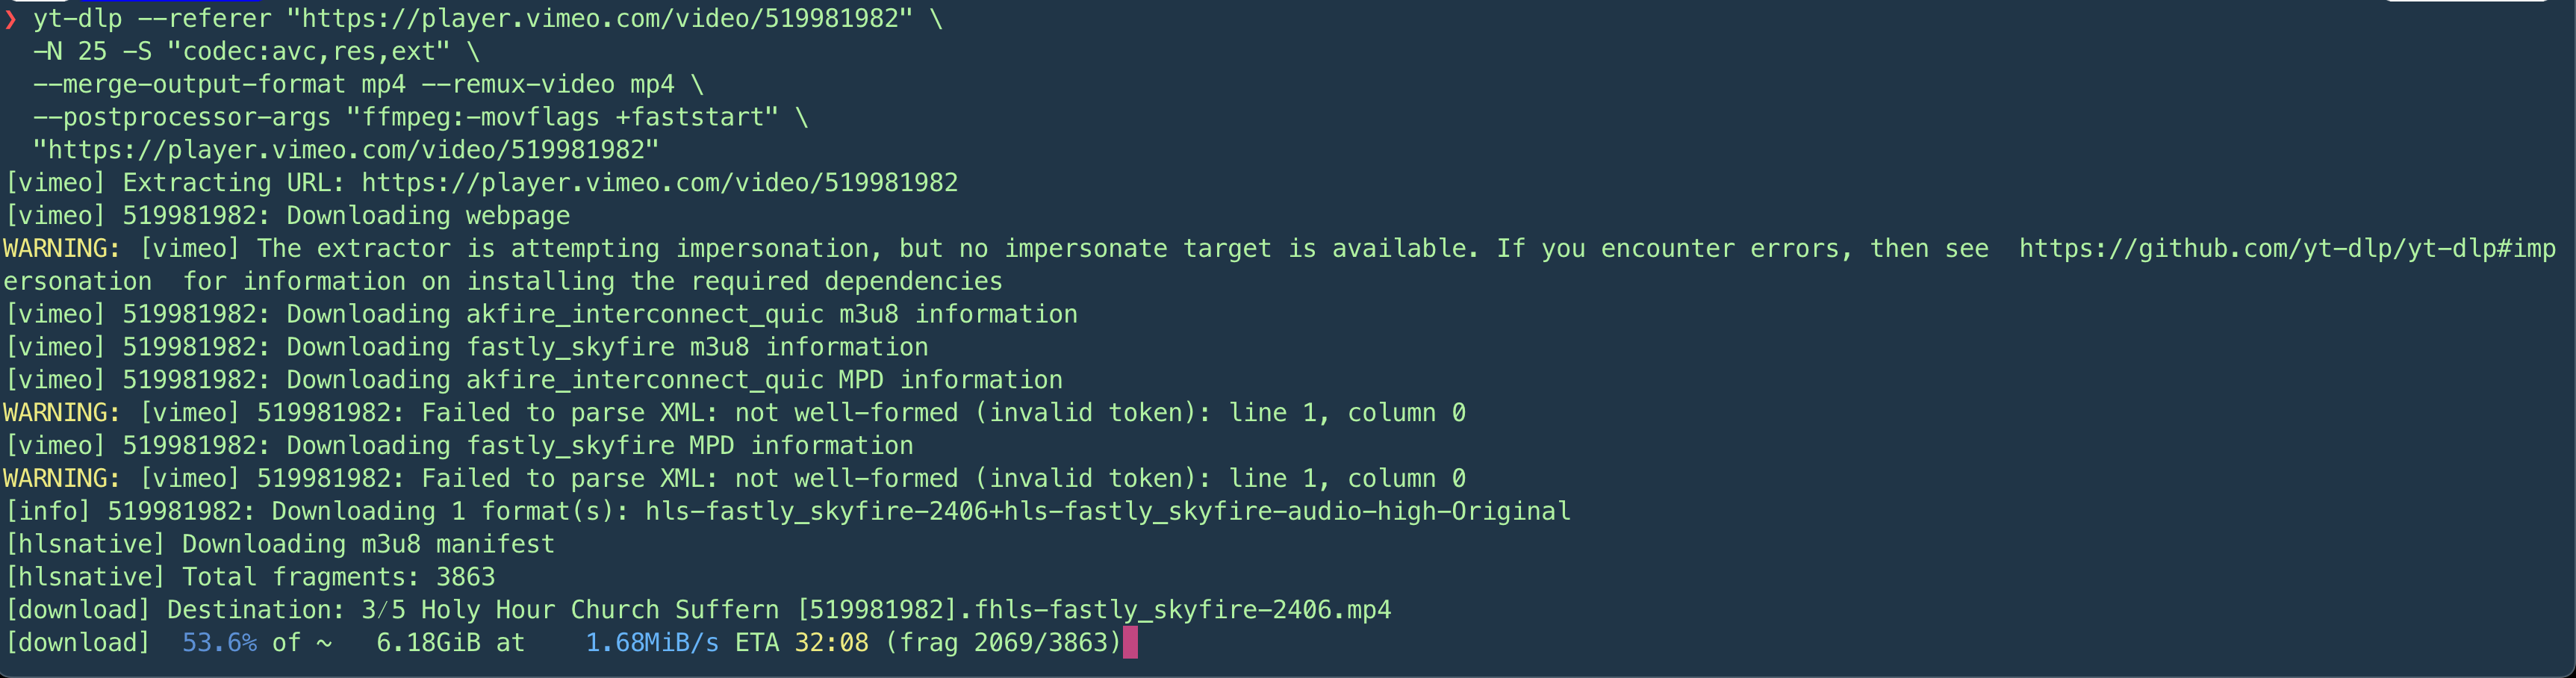 ❯ yt-dlp --referer "https://player.vimeo.com/video/519981982" \
-N 25 -S "codec:avc,res,ext" \
--merge-output-format mp4 --remux-video mp4 \
--postprocessor-args "ffmpeg:-movflags +faststart" \
"https://player.vimeo.com/video/519981982"
[vimeo] Extracting URL: https://player.vimeo.com/video/519981982
[vimeo] 519981982: Downloading webpage
WARNING: [vimeo] The extractor is attempting impersonation, but no impersonate target is available. If you encounter errors, then see  https://github.com/yt-dlp/yt-dlp#imp
ersonation  for information on installing the required dependencies
[vimeo] 519981982: Downloading akfire_interconnect_quic m3u8 information
[vimeo] 519981982: Downloading fastly_skyfire m3u8 information
[vimeo] 519981982: Downloading akfire_interconnect_quic MPD information
WARNING: [vimeo] 519981982: Failed to parse XML: not well-formed (invalid token): line 1, column 0
[vimeo] 519981982: Downloading fastly_skyfire MPD information
WARNING: [vimeo] 519981982: Failed to parse XML: not well-formed (invalid token): line 1, column 0
[info] 519981982: Downloading 1 format(s): hls-fastly_skyfire-2406+hls-fastly_skyfire-audio-high-Original
[hlsnative] Downloading m3u8 manifest
[hlsnative] Total fragments: 3863
[download] Destination: 3⧸5 Holy Hour Church Suffern [519981982].fhls-fastly_skyfire-2406.mp4
[download]  53.6% of ~   6.18GiB at    1.68MiB/s ETA 32:08 (frag 2069/3863)